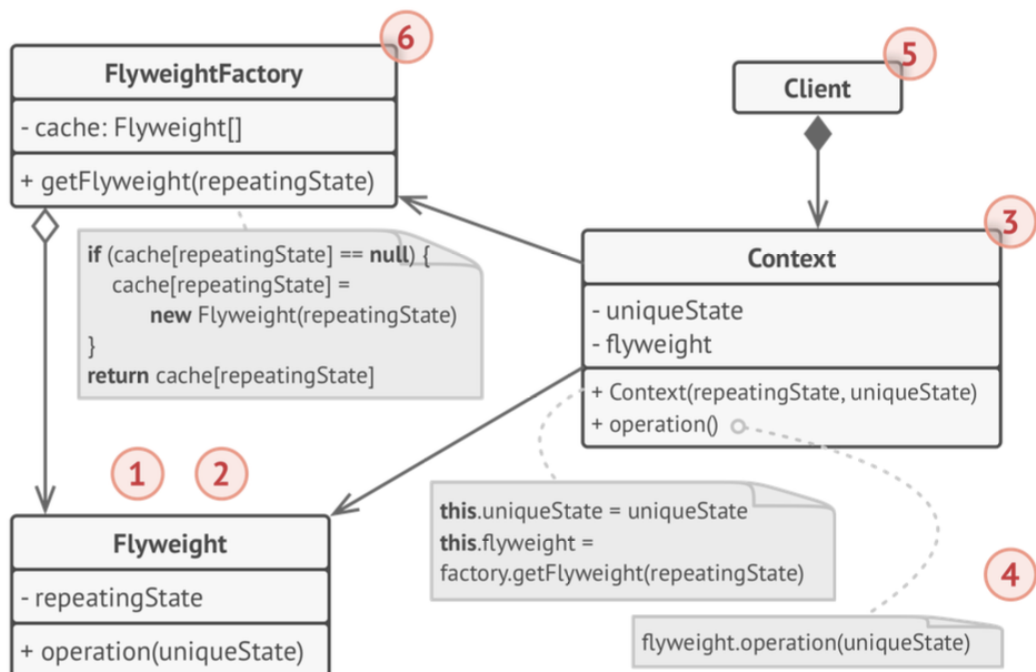 6
FlyweightFactory
- cache: Flyweight[]
+ getFlyweight(repeatingState)
if (cache[repeatingState] == null) {
cache[repeatingState] =
new Flyweight(repeatingState)
}
return cache[repeatingState]
5
Client
3
Context
- uniqueState
- flyweight
+ Context(repeatingState, uniqueState)
+ operation()
1
2
Flyweight
- repeatingState
+ operation(uniqueState)
this.uniqueState = uniqueState
this.flyweight =
factory.getFlyweight(repeatingState)
4
flyweight.operation(uniqueState)